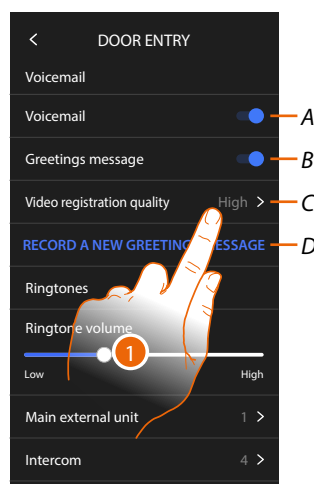 DOOR ENTRY
Voicemail
Voicemail
A
Greetings message
B
Video registration quality High
C
RECORD A NEW GREETING MESSAGE
D
Ringtones
Ringtone volume
1
Low High
Main external unit 1
Intercom 4